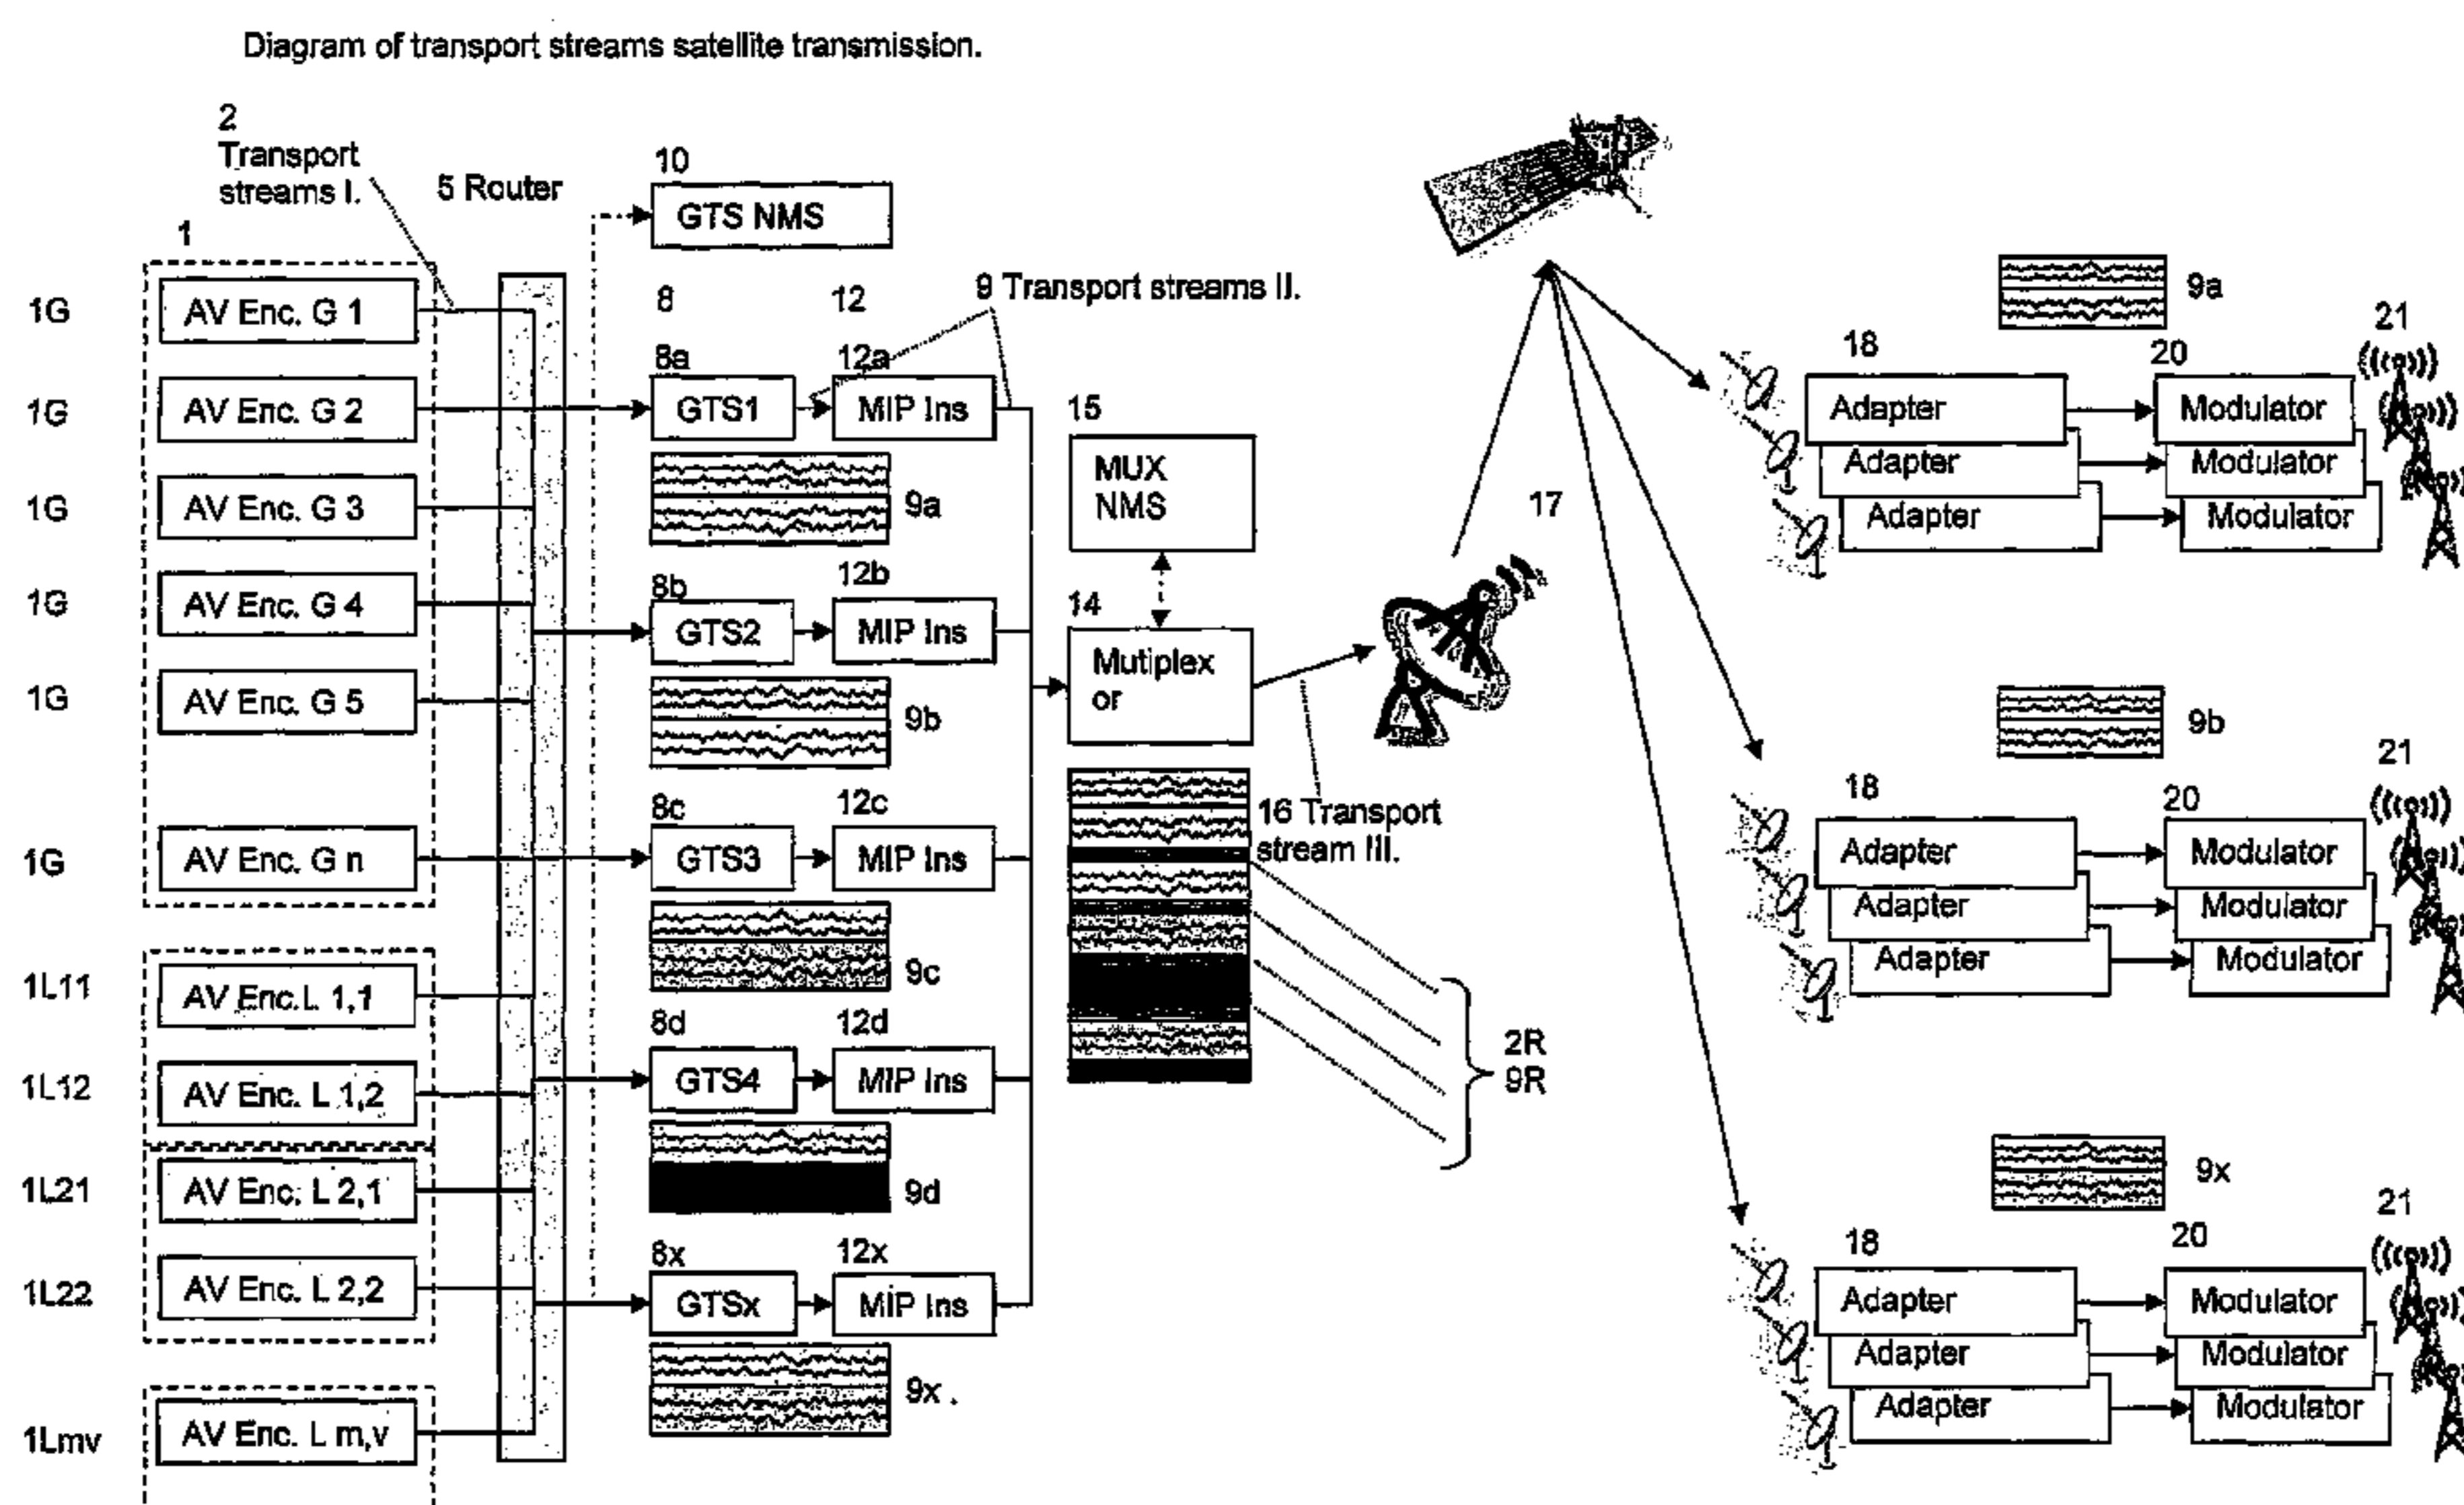 Diagram of transport streams satellite transmission.
2
Transport
streams I.
5 Router
10
GTS NMS
1
1G
AV Enc. G 1
1G
AV Enc. G 2
1G
AV Enc. G 3
1G
AV Enc. G 4
1G
AV Enc. G 5
1G
AV Enc. G n
1L11
AV Enc.L 1,1
1L12
AV Enc. L 1,2
1L21
AV Enc. L 2,1
1L22
AV Enc. L 2,2
1Lmv
AV Enc. L m,v
8
12
9 Transport streams II.
8a
12a
GTS1
MIP Ins
9a
8b
12b
GTS2
MIP Ins
9b
8c
12c
GTS3
MIP Ins
9c
8d
12d
GTS4
MIP Ins
9d
8x
12x
GTSx
MIP Ins
9x .
15
MUX
NMS
14
Mutiplex
or
17
16 Transport
stream III.
2R
9R
9a
18
20
21
Adapter
Modulator
Adapter
Modulator
Adapter
Modulator
9b
18
20
21
Adapter
Modulator
Adapter
Modulator
Adapter
Modulator
9x
18
20
21
Adapter
Modulator
Adapter
Modulator
Adapter
Modulator